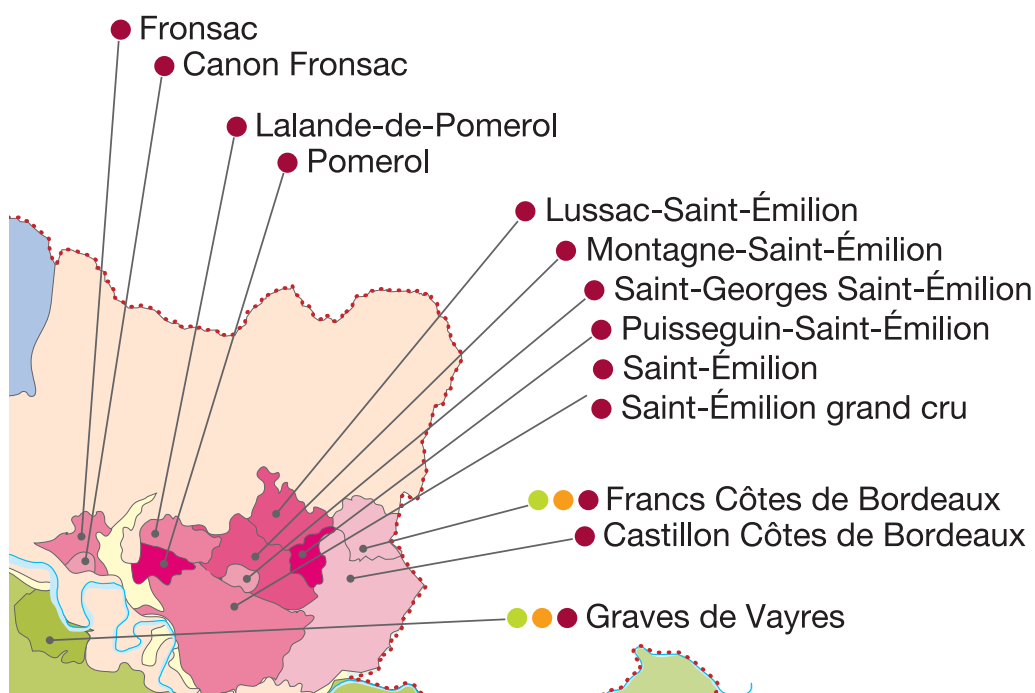 Fronsac
Canon Fronsac
Lalande-de-Pomerol
Pomerol
Lussac-Saint-Émilion
Montagne-Saint-Émilion
Saint-Georges Saint-Émilion
Puisseguin-Saint-Émilion
Saint-Émilion
Saint-Émilion grand cru
Francs Côtes de Bordeaux
Castillon Côtes de Bordeaux
Graves de Vayres